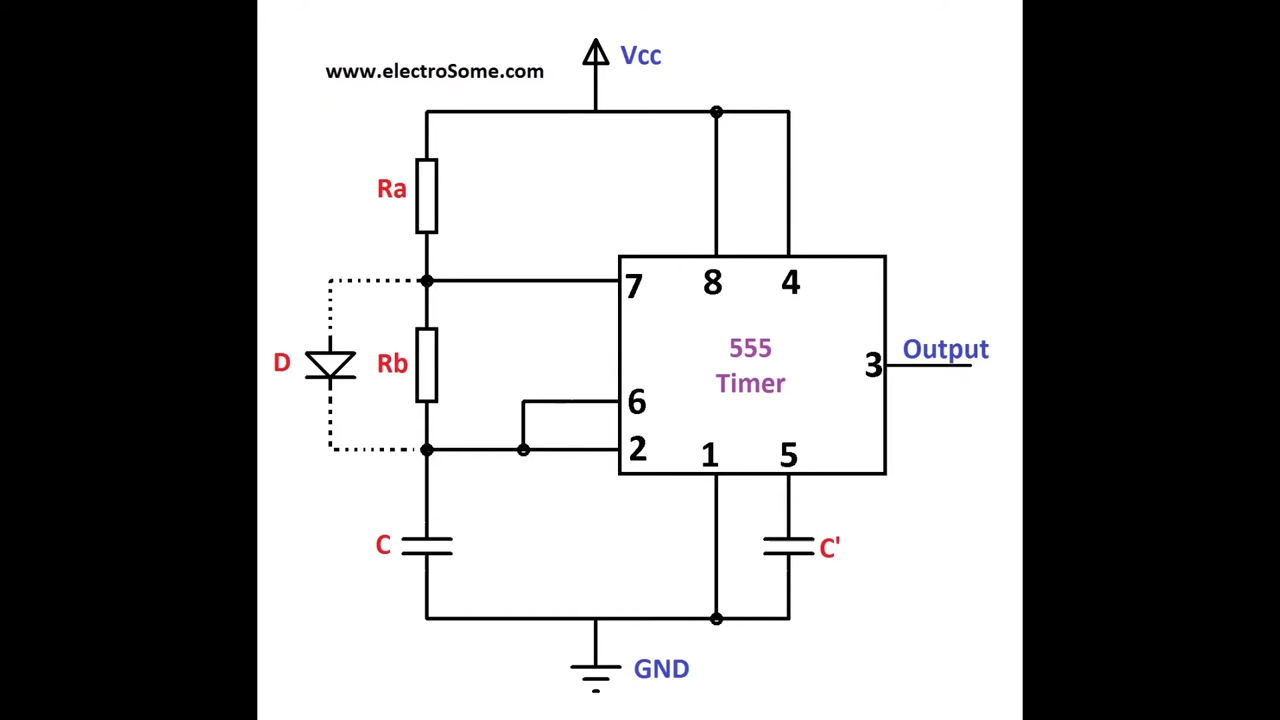 Vcc
www.electroSome.com
Ra
7
8
4
555
Timer
D
Rb
3
Output
6
2
1
5
C
C'
GND